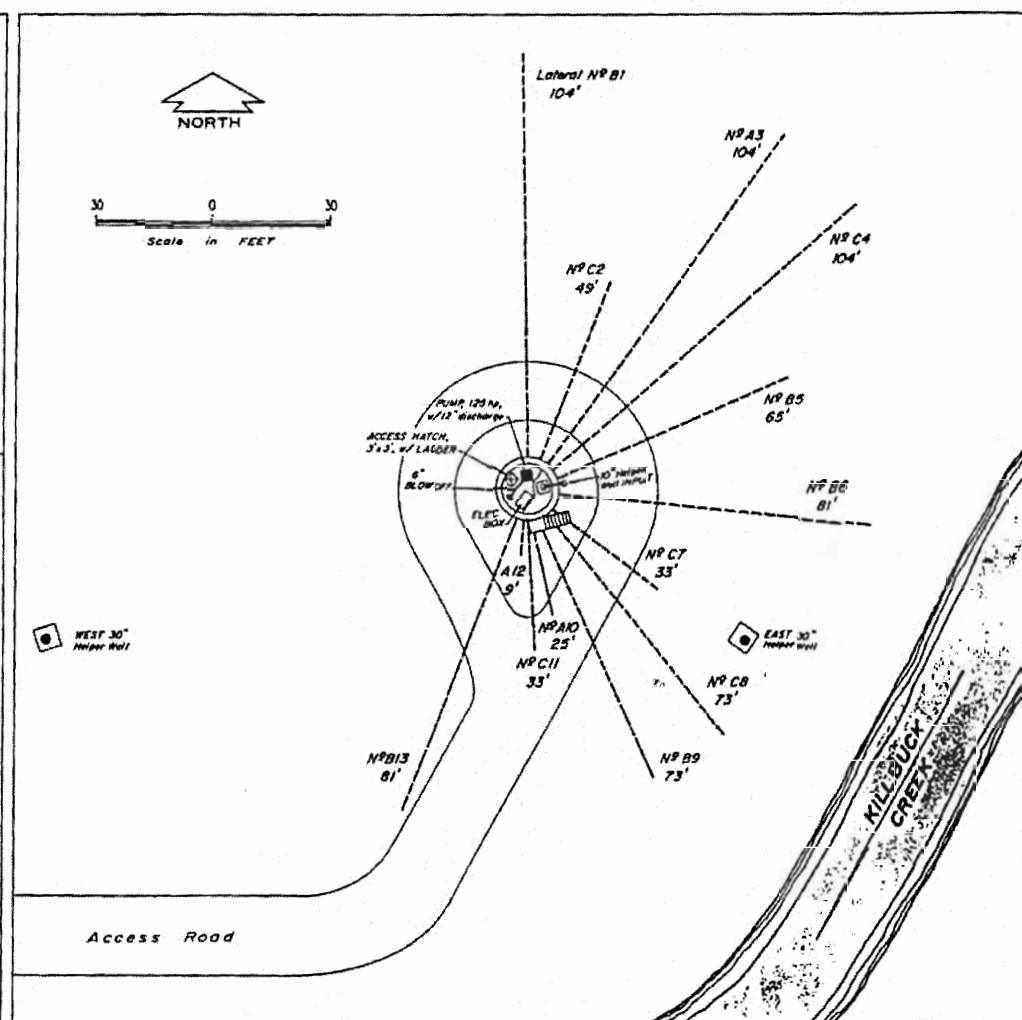 Lateral Nº B1
104'
NORTH
30 0 30
Scale in FEET
Nº A3
104'
Nº C4
104'
Nº C2
49'
Nº B5
65'
PUMP, 125 hp,
w/12" discharge
ACCESS HATCH,
3'x3', w/ LADDER
6"
BLOWOFF
10" Helper
Well INPUT
ELEC
BOX
Nº B6
81'
Nº C7
33'
A12
9'
Nº A10
25'
Nº C11
33'
WEST 30"
Helper Well
EAST 30"
Helper Well
Nº C8
73'
Nº B9
73'
Nº B13
81'
KILLBUCK
CREEK
Access Road